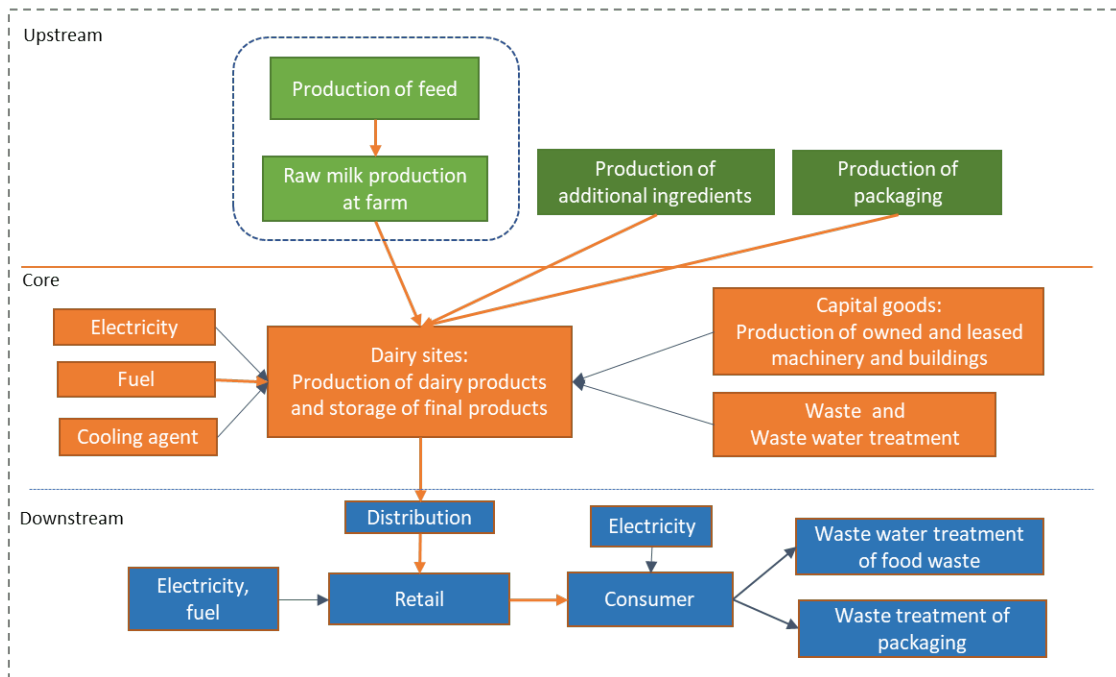 Upstream
Production of feed
Raw milk production
at farm
Production of
additional ingredients
Production of
packaging
Core
Electricity
Fuel
Cooling agent
Dairy sites:
Production of dairy products
and storage of final products
Capital goods:
Production of owned and leased
machinery and buildings
Waste and
Waste water treatment
Downstream
Distribution
Electricity
Waste water treatment
of food waste
Electricity,
fuel
Retail
Consumer
Waste treatment of
packaging